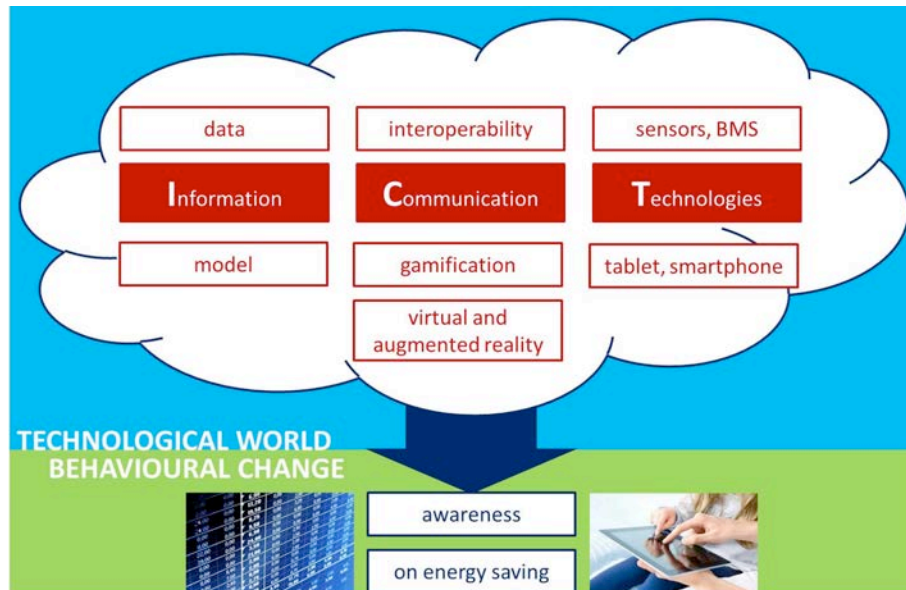 data
interoperability
sensors, BMS
Information
Communication
Technologies
model
gamification
tablet, smartphone
virtual and
augmented reality
TECHNOLOGICAL WORLD
BEHAVIOURAL CHANGE
awareness
on energy saving